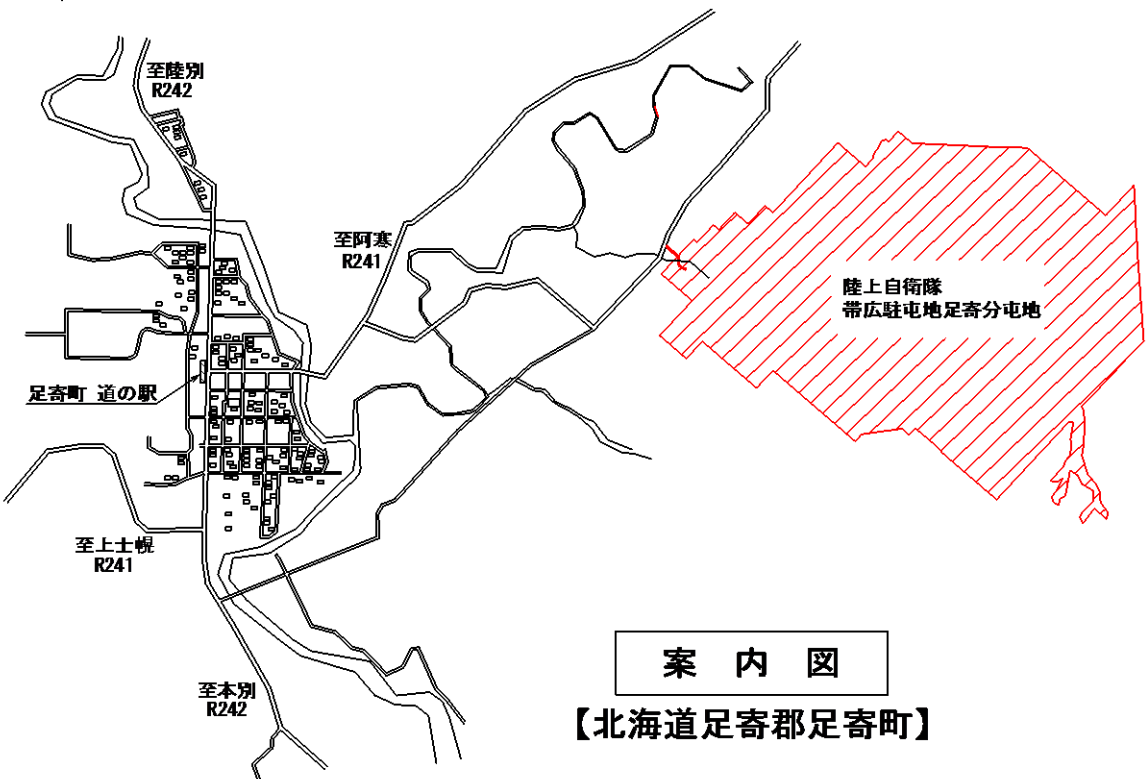 至陸別
R242
至阿寒
R241
陸上自衛隊
帯広駐屯地足寄分屯地
足寄町 道の駅
至上士幌
R241
至本別
R242
案 内 図
【北海道足寄郡足寄町】